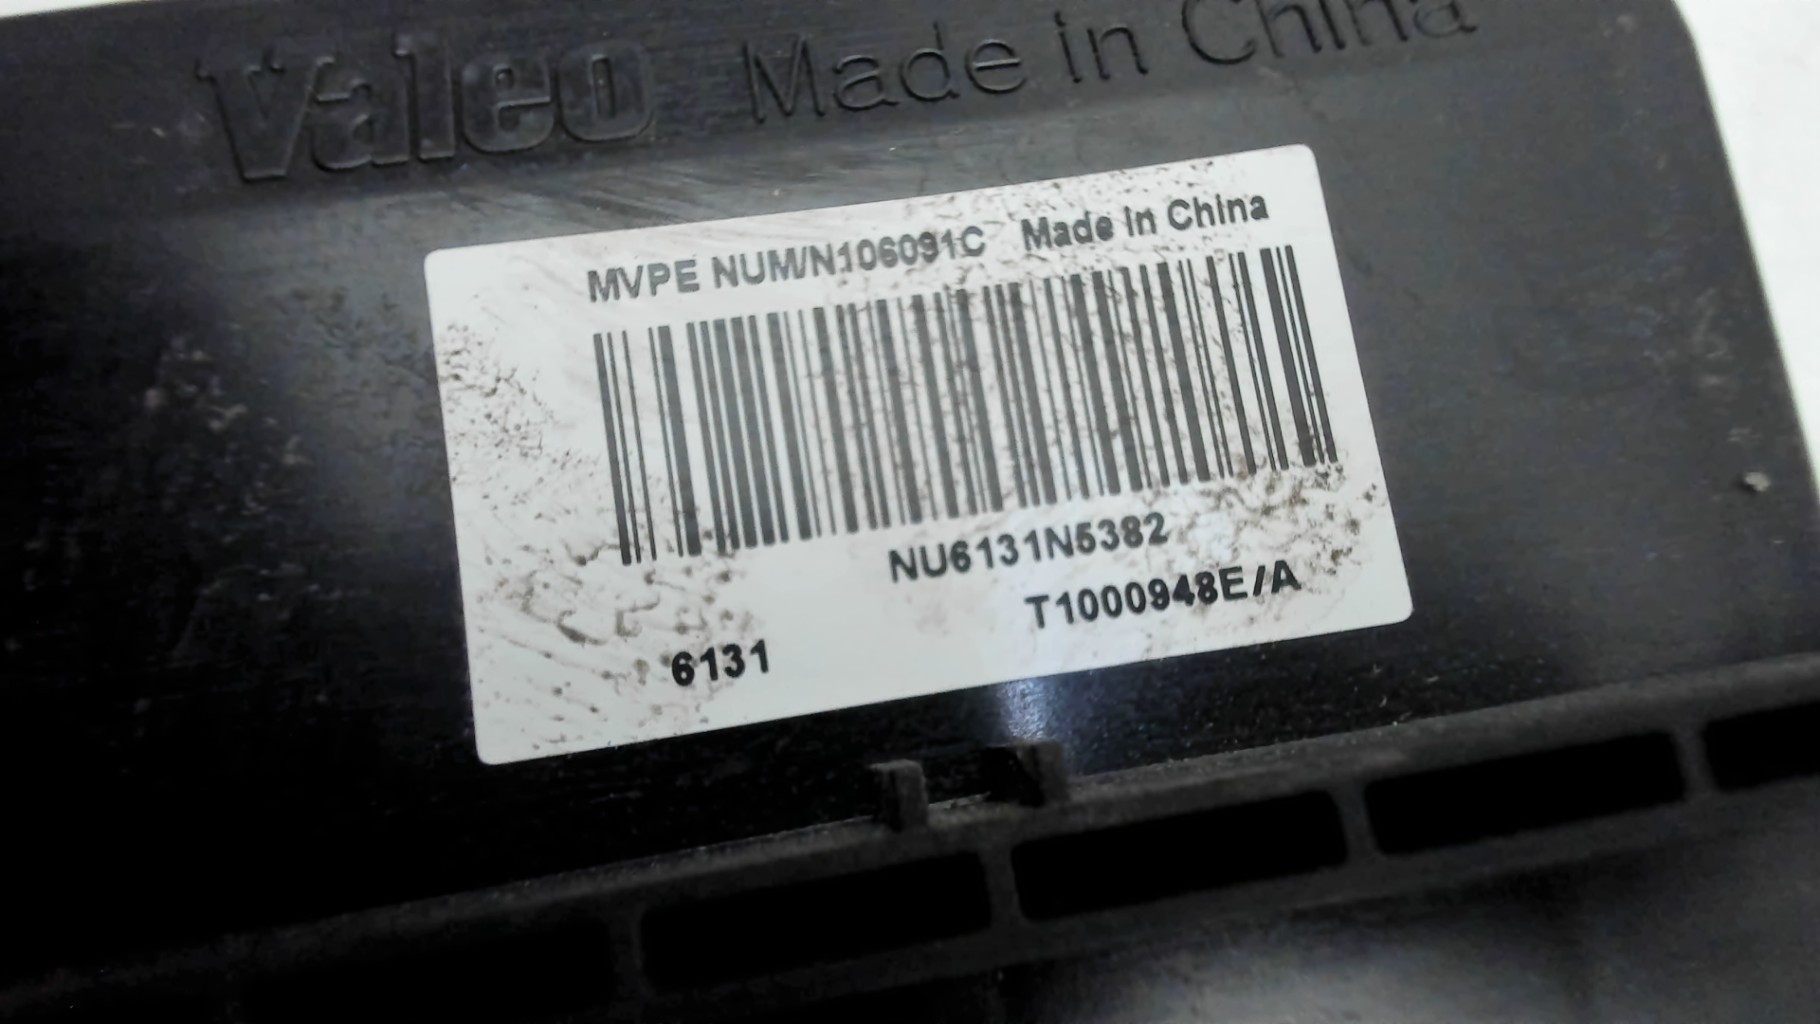 Valeo Made in China
MVPE NUM/N106091C Made in China
NU6131N5382
T1000948E/A
6131